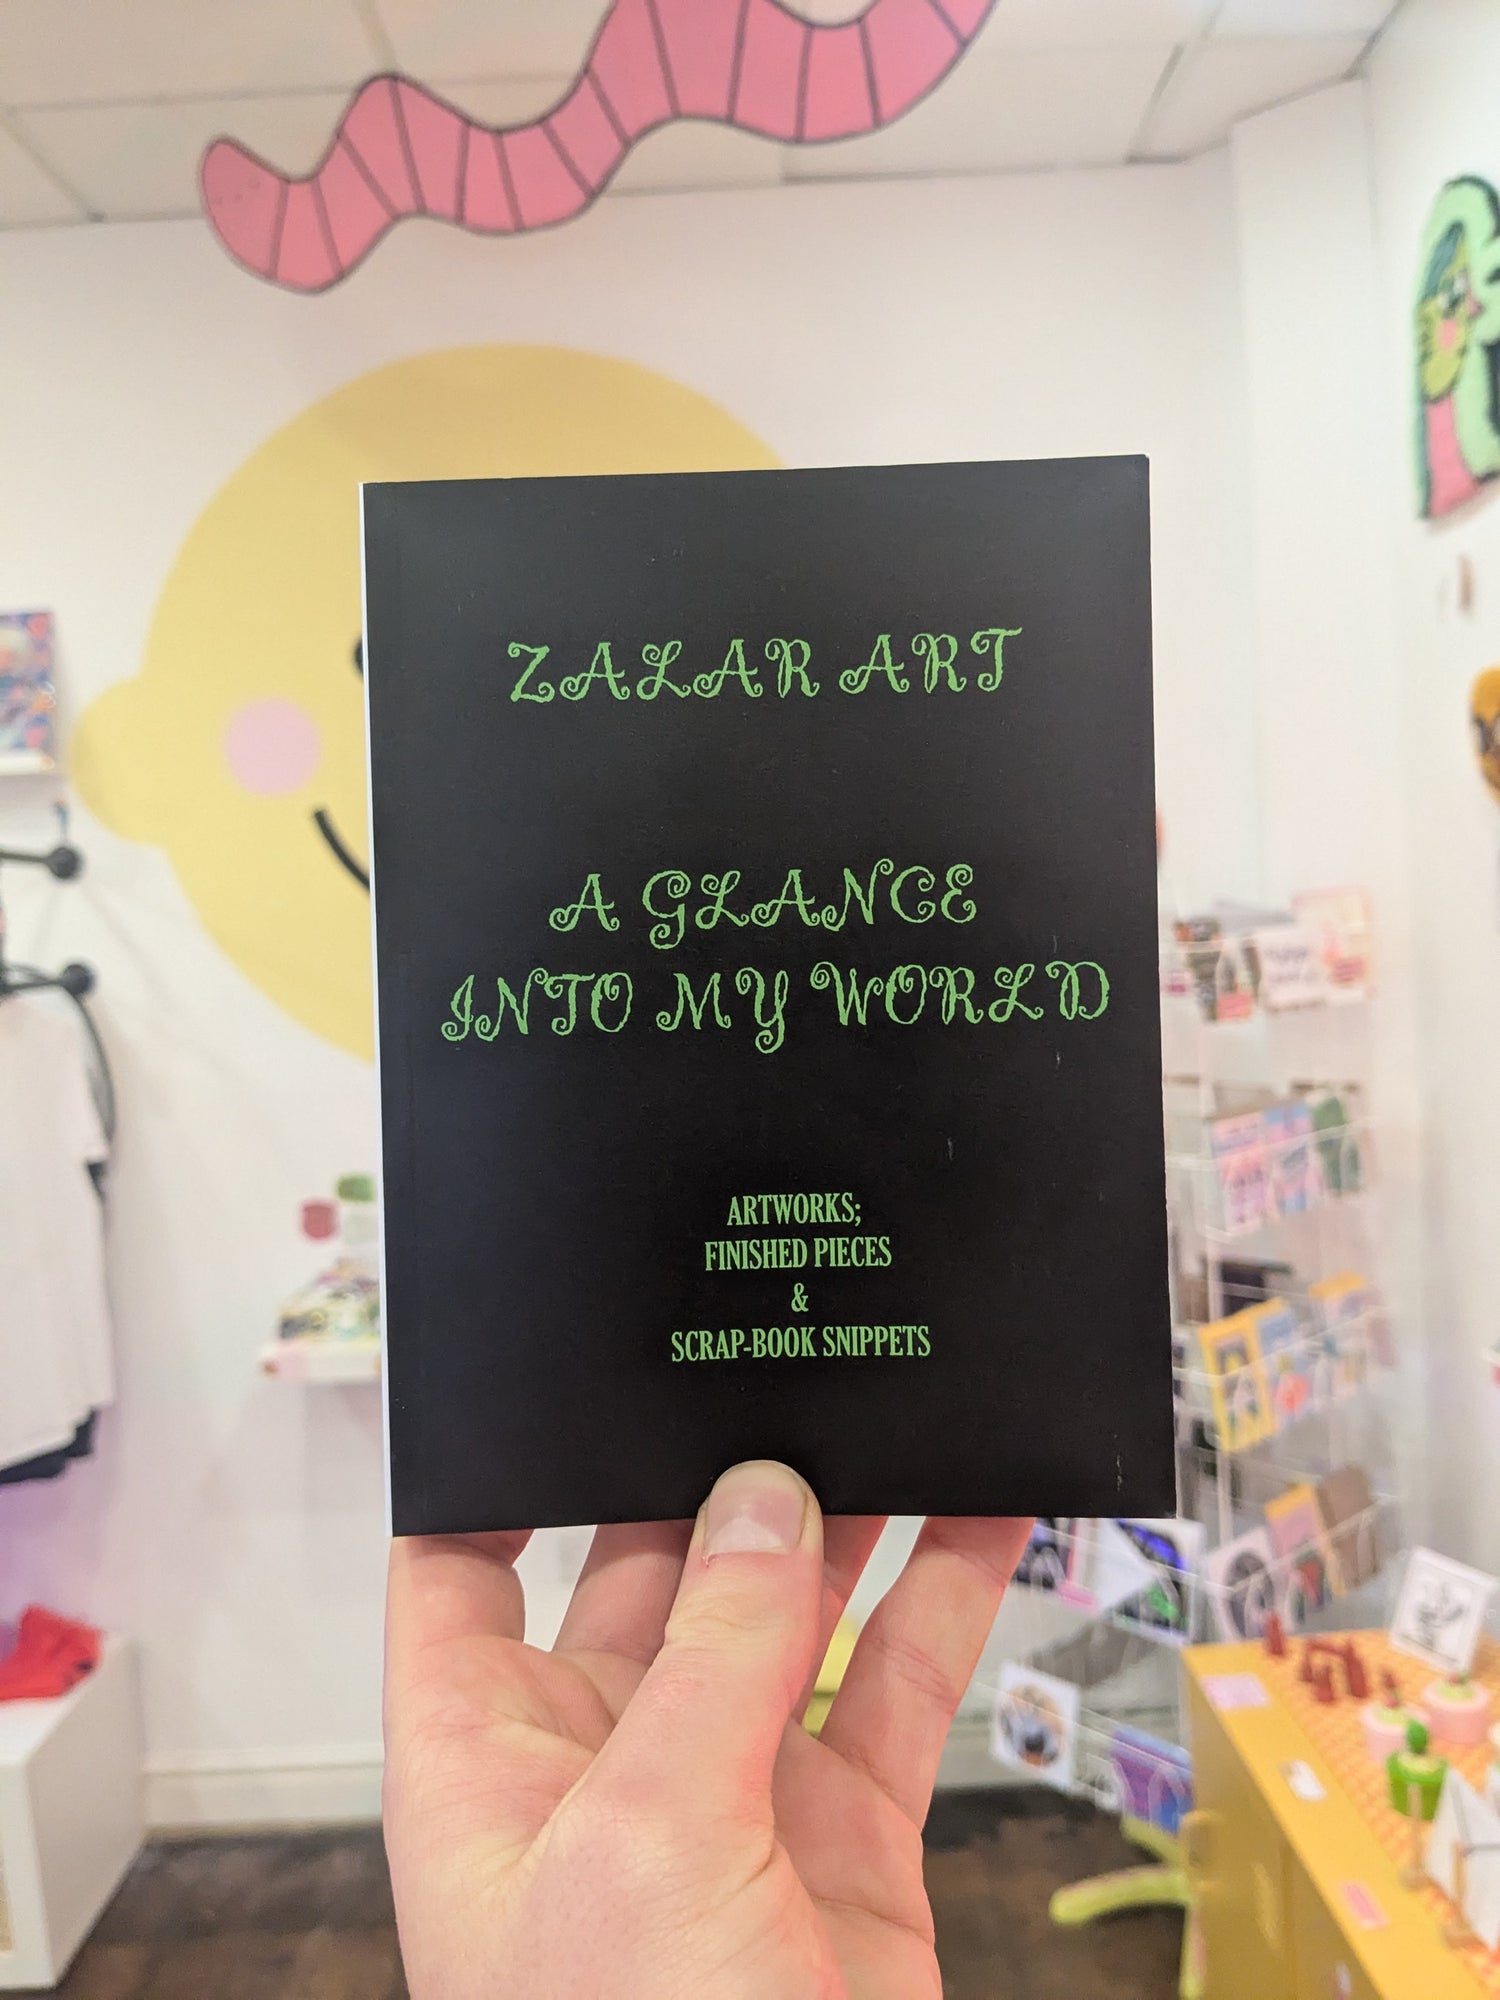 ZALAR ART
A GLANCE
INTO MY WORLD
ARTWORKS;
FINISHED PIECES
&
SCRAP-BOOK SNIPPETS